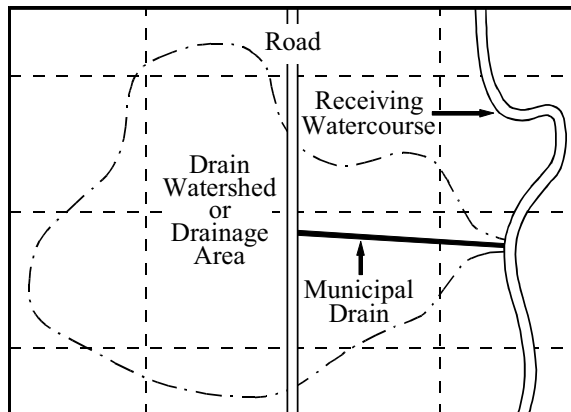 Road
Receiving
Watercourse
Drain
Watershed
or
Drainage
Area
Municipal
Drain